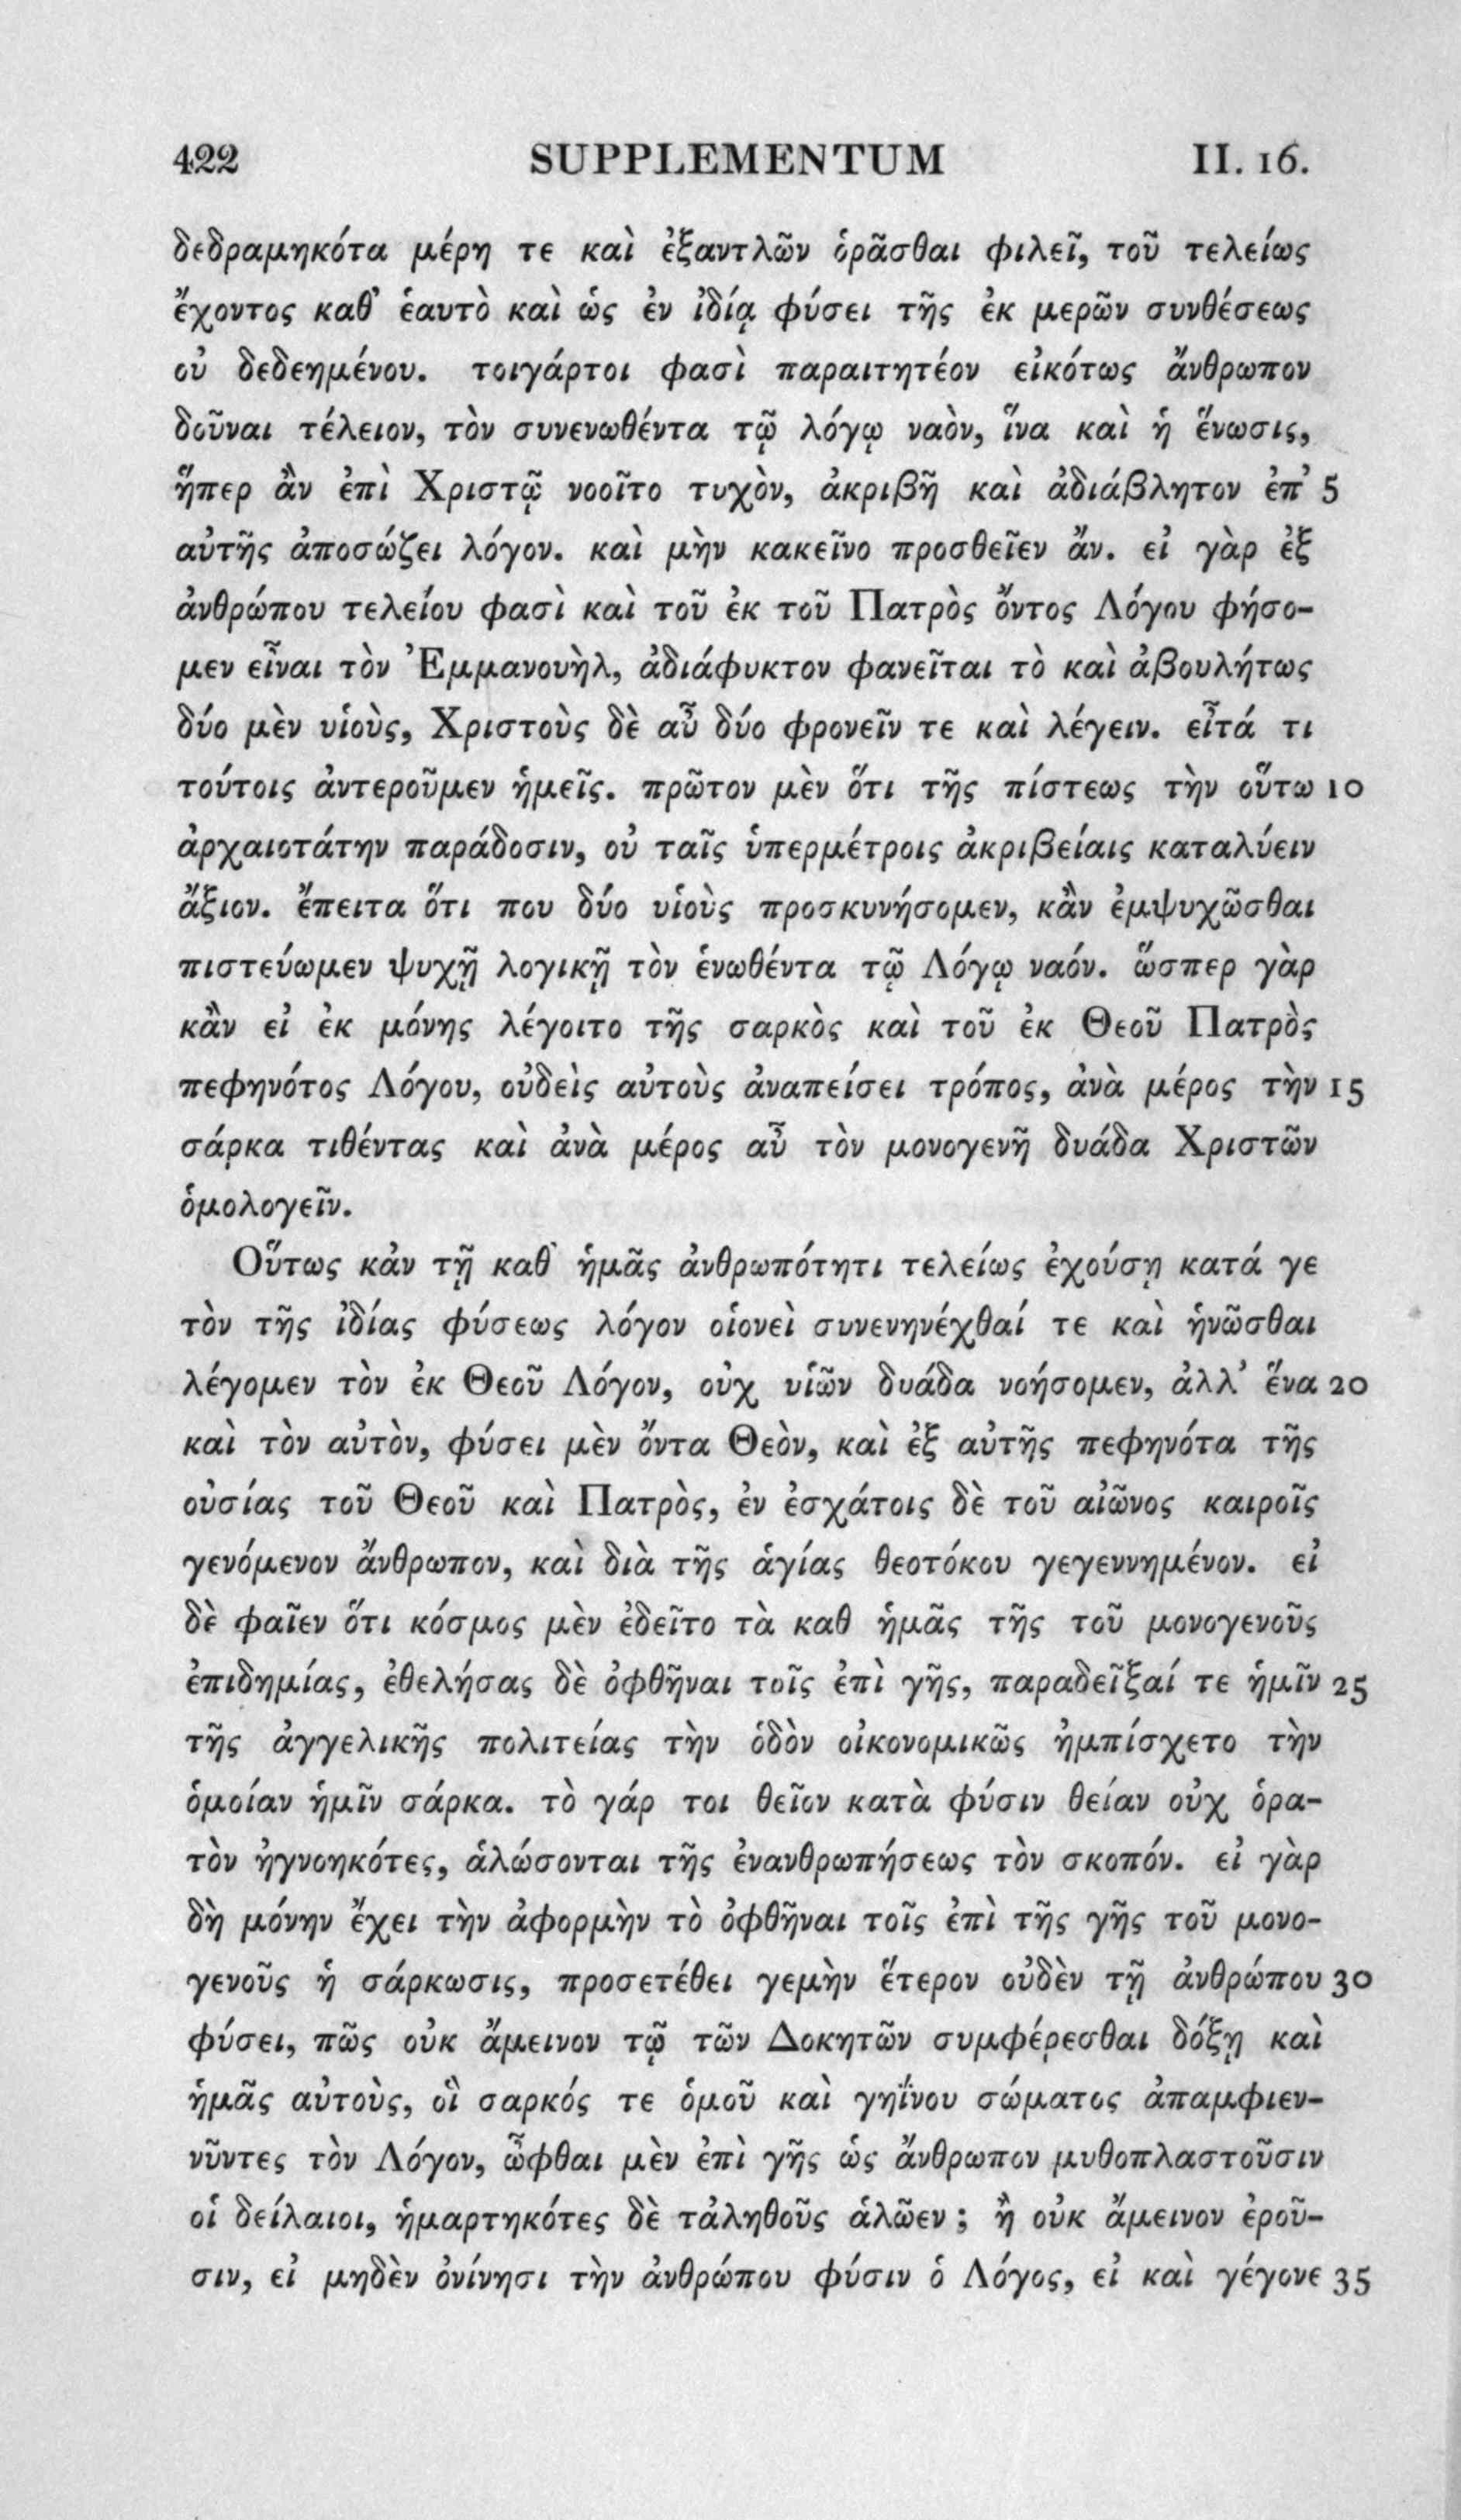 422 SUPPLEMENTUM II. 16.
δεδραμηκότα μέρη τε καὶ ἐξαντλῶν ὁρᾶσθαι φιλεῖ, τοῦ τελείως
ἔχοντος καθ᾿ ἑαυτὸ καὶ ὡς ἐν ἰδίᾳ φύσει τῆς ἐκ μερῶν συνθέσεως
οὐ δεδεημένου. τοιγάρτοι φασὶ παραιτητέον εἰκότως ἄνθρωπον
δοῦναι τέλειον, τὸν συνενωθέντα τῷ λόγῳ ναὸν, ἵνα καὶ ἡ ἕνωσις,
ἥπερ ἂν ἐπὶ Χριστῷ νοοῖτο τυχὸν, ἀκριβῆ καὶ ἀδιάβλητον ἐπ᾿ 5
αὐτῆς ἀποσώζει λόγον. καὶ μὴν κακεῖνο προσθεῖεν ἄν. εἰ γὰρ ἐξ
ἀνθρώπου τελείου φασὶ καὶ τοῦ ἐκ τοῦ Πατρὸς ὄντος Λόγου φήσο-
μεν εἶναι τὸν Ἐμμανουὴλ, ἀδιάφυκτον φανεῖται τὸ καὶ ἀβουλήτως
δύο μὲν υἱοὺς, Χριστοὺς δὲ αὖ δύο φρονεῖν τε καὶ λέγειν. εἶτά τι
τούτοις ἀντεροῦμεν ἡμεῖς. πρῶτον μὲν ὅτι τῆς πίστεως τὴν οὕτω 10
ἀρχαιοτάτην παράδοσιν, οὐ ταῖς ὑπερμέτροις ἀκριβείαις καταλύειν
ἄξιον. ἔπειτα ὅτι που δύο υἱοὺς προσκυνήσομεν, κἂν ἐμψυχῶσθαι
πιστεύωμεν ψυχῇ λογικῇ τὸν ἑνωθέντα τῷ Λόγῳ ναόν. ὥσπερ γὰρ
κἂν εἰ ἐκ μόνης λέγοιτο τῆς σαρκὸς καὶ τοῦ ἐκ Θεοῦ Πατρὸς
πεφηνότος Λόγου, οὐδεὶς αὐτοὺς ἀναπείσει τρόπος, ἀνὰ μέρος τὴν 15
σάρκα τιθέντας καὶ ἀνὰ μέρος αὖ τὸν μονογενῆ δυάδα Χριστῶν
ὁμολογεῖν.
Οὕτως κἀν τῇ καθ᾿ ἡμᾶς ἀνθρωπότητι τελείως ἐχούσῃ κατά γε
τὸν τῆς ἰδίας φύσεως λόγον οἱονεὶ συνενηνέχθαί τε καὶ ἡνῶσθαι
λέγομεν τὸν ἐκ Θεοῦ Λόγον, οὐχ υἱῶν δυάδα νοήσομεν, ἀλλ᾿ ἕνα 20
καὶ τὸν αὐτὸν, φύσει μὲν ὄντα Θεὸν, καὶ ἐξ αὐτῆς πεφηνότα τῆς
οὐσίας τοῦ Θεοῦ καὶ Πατρὸς, ἐν ἐσχάτοις δὲ τοῦ αἰῶνος καιροῖς
γενόμενον ἄνθρωπον, καὶ διὰ τῆς ἁγίας θεοτόκου γεγεννημένον. εἰ
δὲ φαῖεν ὅτι κόσμος μὲν ἐδεῖτο τὰ καθ ἡμᾶς τῆς τοῦ μονογενοῦς
ἐπιδημίας, ἐθελήσας δὲ ὀφθῆναι τοῖς ἐπὶ γῆς, παραδεῖξαί τε ἡμῖν 25
τῆς ἀγγελικῆς πολιτείας τὴν ὁδὸν οἰκονομικῶς ἠμπίσχετο τὴν
ὁμοίαν ἡμῖν σάρκα. τὸ γάρ τοι θεῖον κατὰ φύσιν θείαν οὐχ ὁρα-
τὸν ἠγνοηκότες, ἁλώσονται τῆς ἐνανθρωπήσεως τὸν σκοπόν. εἰ γὰρ
δὴ μόνην ἔχει τὴν ἀφορμὴν τὸ ὀφθῆναι τοῖς ἐπὶ τῆς γῆς τοῦ μονο-
γενοῦς ἡ σάρκωσις, προσετέθει γεμὴν ἕτερον οὐδὲν τῇ ἀνθρώπου 30
φύσει, πῶς οὐκ ἄμεινον τῷ τῶν Δοκητῶν συμφέρεσθαι δόξῃ καὶ
ἡμᾶς αὐτοὺς, οἳ σαρκός τε ὁμοῦ καὶ γηΐνου σώματος ἀπαμφιεν-
νῦντες τὸν Λόγον, ὦφθαι μὲν ἐπὶ γῆς ὡς ἄνθρωπον μυθοπλαστοῦσιν
οἱ δείλαιοι, ἡμαρτηκότες δὲ τἀληθοῦς ἁλῶεν ; ἢ οὐκ ἄμεινον ἐροῦ-
σιν, εἰ μηδὲν ὀνίνησι τὴν ἀνθρώπου φύσιν ὁ Λόγος, εἰ καὶ γέγονε 35